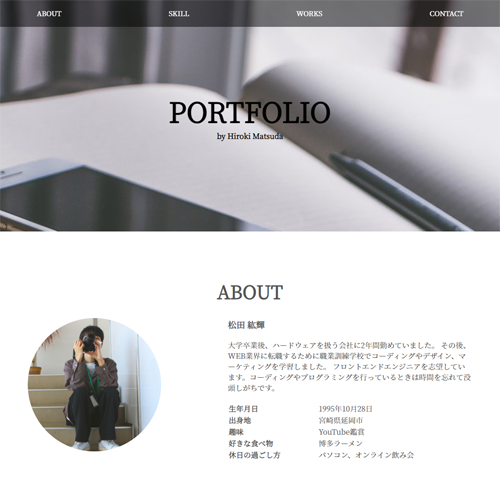 ABOUT SKILL WORKS CONTACT
PORTFOLIO
by Hiroki Matsuda
ABOUT
松田 紘輝
大学卒業後、ハードウェアを扱う会社に2年間勤めていました。 その後、
WEB業界に転職するために職業訓練学校でコーディングやデザイン、マ
ーケティングを学習しました。 フロントエンドエンジニアを志望してい
ます。コーディングやプログラミングを行っているときは時間を忘れて没
頭しがちです。
生年月日 1995年10月28日
出身地 宮崎県延岡市
趣味 YouTube鑑賞
好きな食べ物 博多ラーメン
休日の過ごし方 パソコン、オンライン飲み会